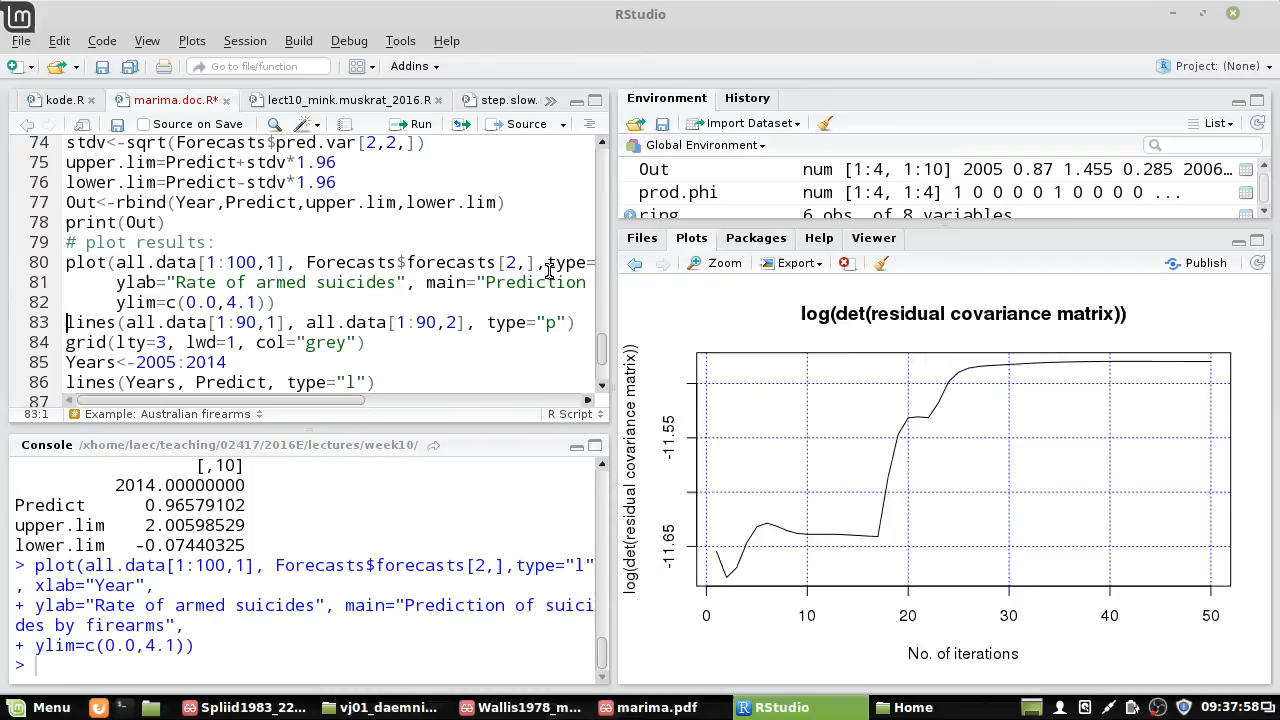 RStudio
File Edit Code View Plots Session Build Debug Tools Help
Go to file/function Addins Project: (None)
kode.R marima.doc.R* lect10_mink.muskrat_2016.R step.slow.
Source on Save Run Source
74 stdv<-sqrt(Forecasts$pred.var[2,2,])
75 upper.lim=Predict+stdv*1.96
76 lower.lim=Predict-stdv*1.96
77 Out<-rbind(Year,Predict,upper.lim,lower.lim)
78 print(Out)
79 # plot results:
80 plot(all.data[1:100,1], Forecasts$forecasts[2,],type=
81 ylab="Rate of armed suicides", main="Prediction
82 ylim=c(0.0,4.1))
83 lines(all.data[1:90,1], all.data[1:90,2], type="p")
84 grid(lty=3, lwd=1, col="grey")
85 Years<-2005:2014
86 lines(Years, Predict, type="l")
87
83:1 Example: Australian firearms R Script
Console /xhome/laec/teaching/02417/2016E/lectures/week10/
[,10]
2014.00000000
Predict 0.96579102
upper.lim 2.00598529
lower.lim -0.07440325
> plot(all.data[1:100,1], Forecasts$forecasts[2,],type="l"
, xlab="Year",
+ ylab="Rate of armed suicides", main="Prediction of suici
des by firearms",
+ ylim=c(0.0,4.1))
>
Environment History
Import Dataset List
Global Environment
Out num [1:4, 1:10] 2005 0.87 1.455 0.285 2006…
prod.phi num [1:4, 1:4] 1 0 0 0 0 1 0 0 0 0 ...
ring 6 obs. of 8 variables
Files Plots Packages Help Viewer
Zoom Export Publish
log(det(residual covariance matrix))
log(det(residual covariance matrix))
-11.55
-11.65
0 10 20 30 40 50
No. of iterations
Menu Spliid1983_22... vj01_daemni... Wallis1978_m... marima.pdf RStudio Home 09:37:58